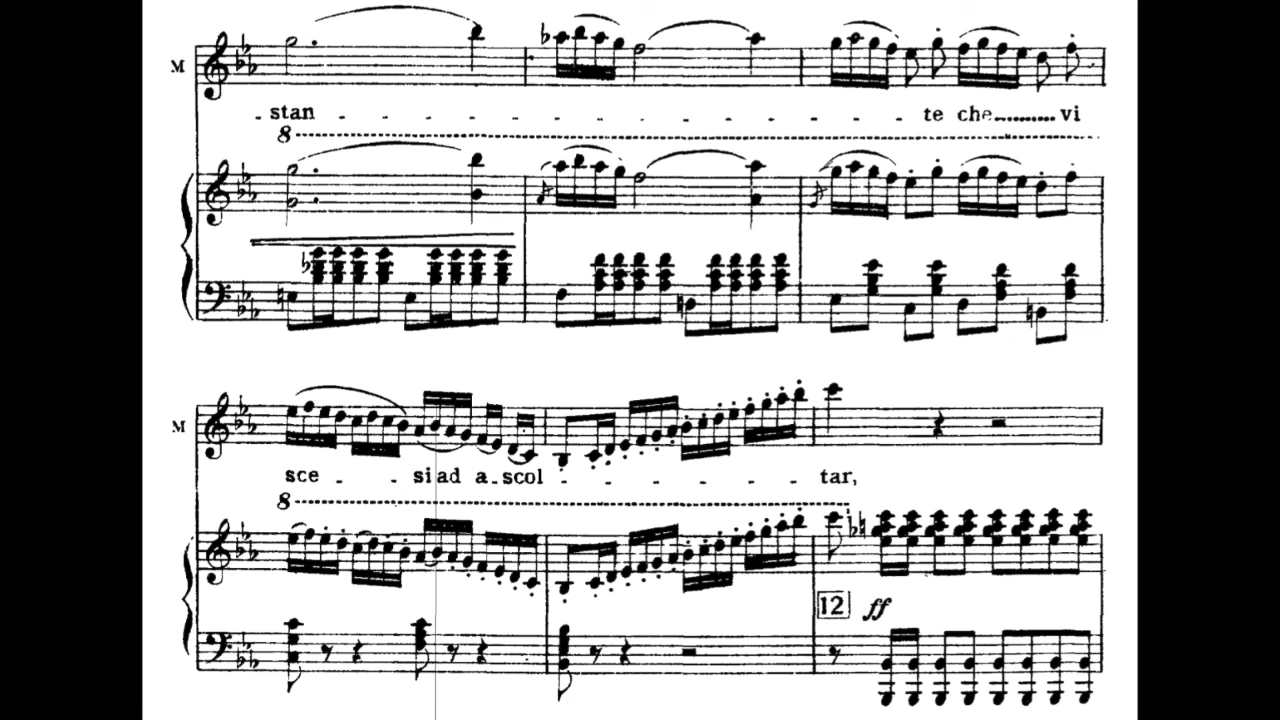 M
- stan - - - - - - - - - - - te che........... vi
8
M
sce - - si ad a - scol - - - - - tar,
8
12 ff